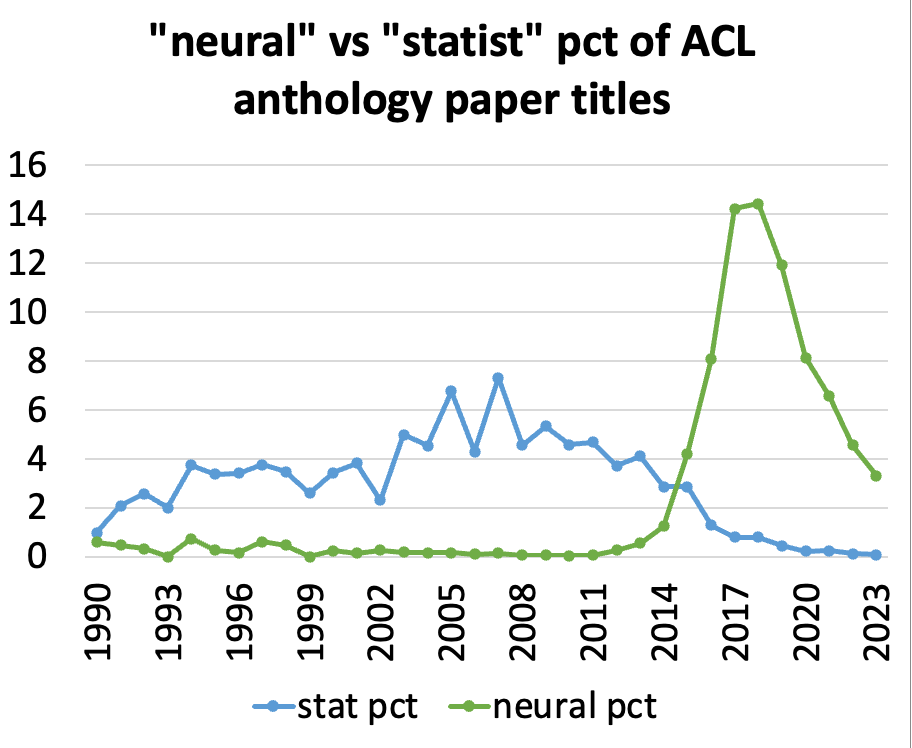 "neural" vs "statist" pct of ACL
anthology paper titles
16
14
12
10
8
6
4
2
0
1990 1993 1996 1999 2002 2005 2008 2011 2014 2017 2020 2023
stat pct neural pct